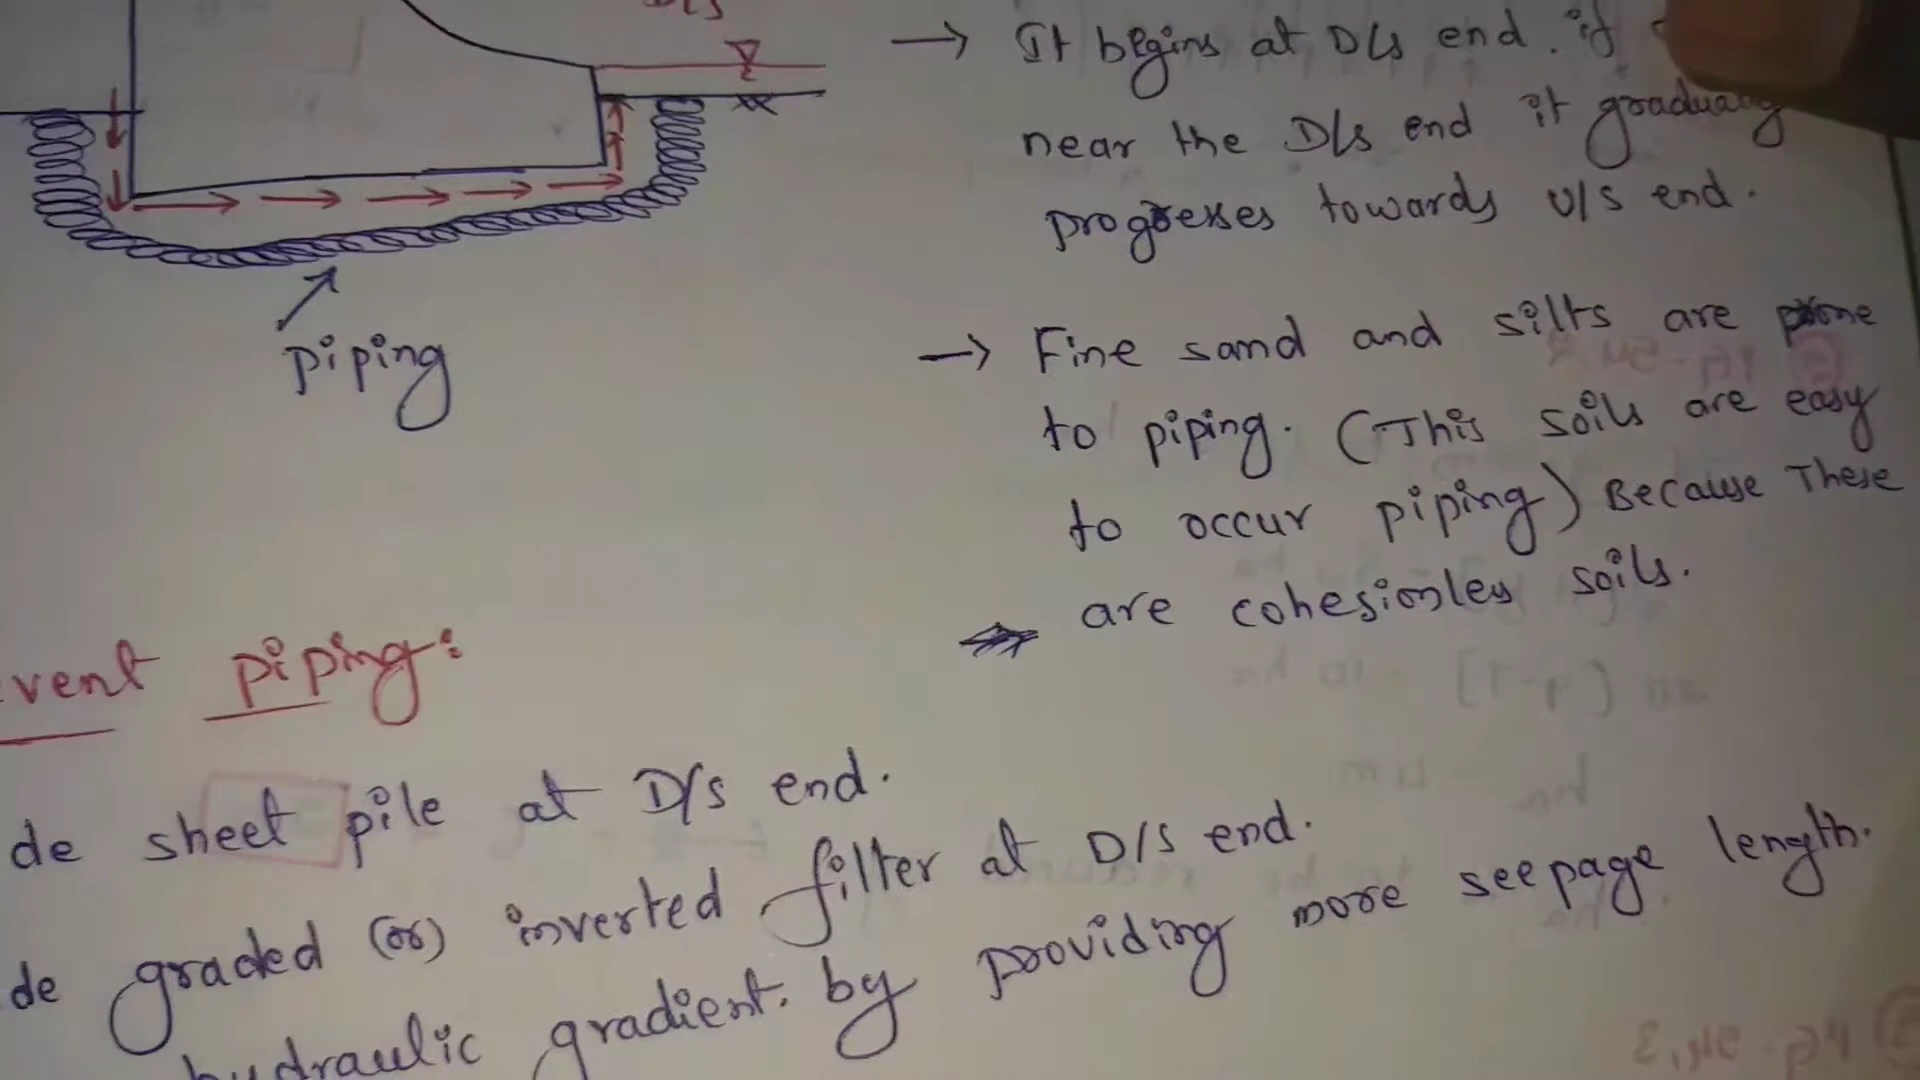 D/s
→ It begins at D/s end. if
near the D/s end it gradually
progresses towards U/s end.
→ Fine sand and silts are prone
to piping. (This soils are easy
to occur piping) Because These
are cohesionless soils.
Piping
vent piping:
de sheet pile at D/s end.
de graded (or) inverted filter at D/s end.
hydraulic gradient. by providing more seepage length.